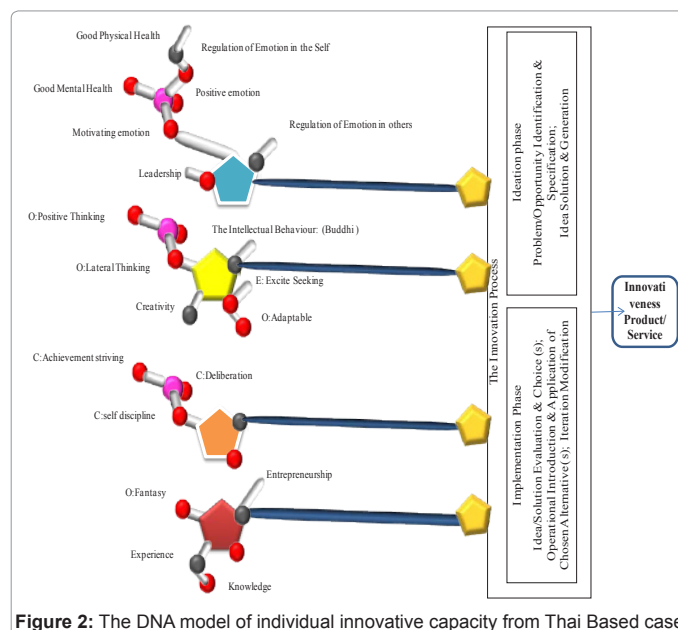 Good Physical Health
Regulation of Emotion in the Self
Good Mental Health
Positive emotion
Motivating emotion
Regulation of Emotion in others
Leadership
O:Positive Thinking
The Intellectual Behaviour: (Buddhi )
O:Lateral Thinking
E: Excite Seeking
Creativity
O:Adaptable
C:Achievement striving
C:Deliberation
C:self discipline
Entrepreneurship
O:Fantasy
Experience
Knowledge
The Innovation Process
Ideation phase
Problem/Opportunity Identification &
Specification;
Idea Solution & Generation
Implementation Phase
Idea/Solution Evaluation & Choice (s);
Operational Introduction & Application of
Chosen Alternative( s); Iteration Modification
Innovati
veness
Product/
Service
Figure 2: The DNA model of individual innovative capacity from Thai Based case